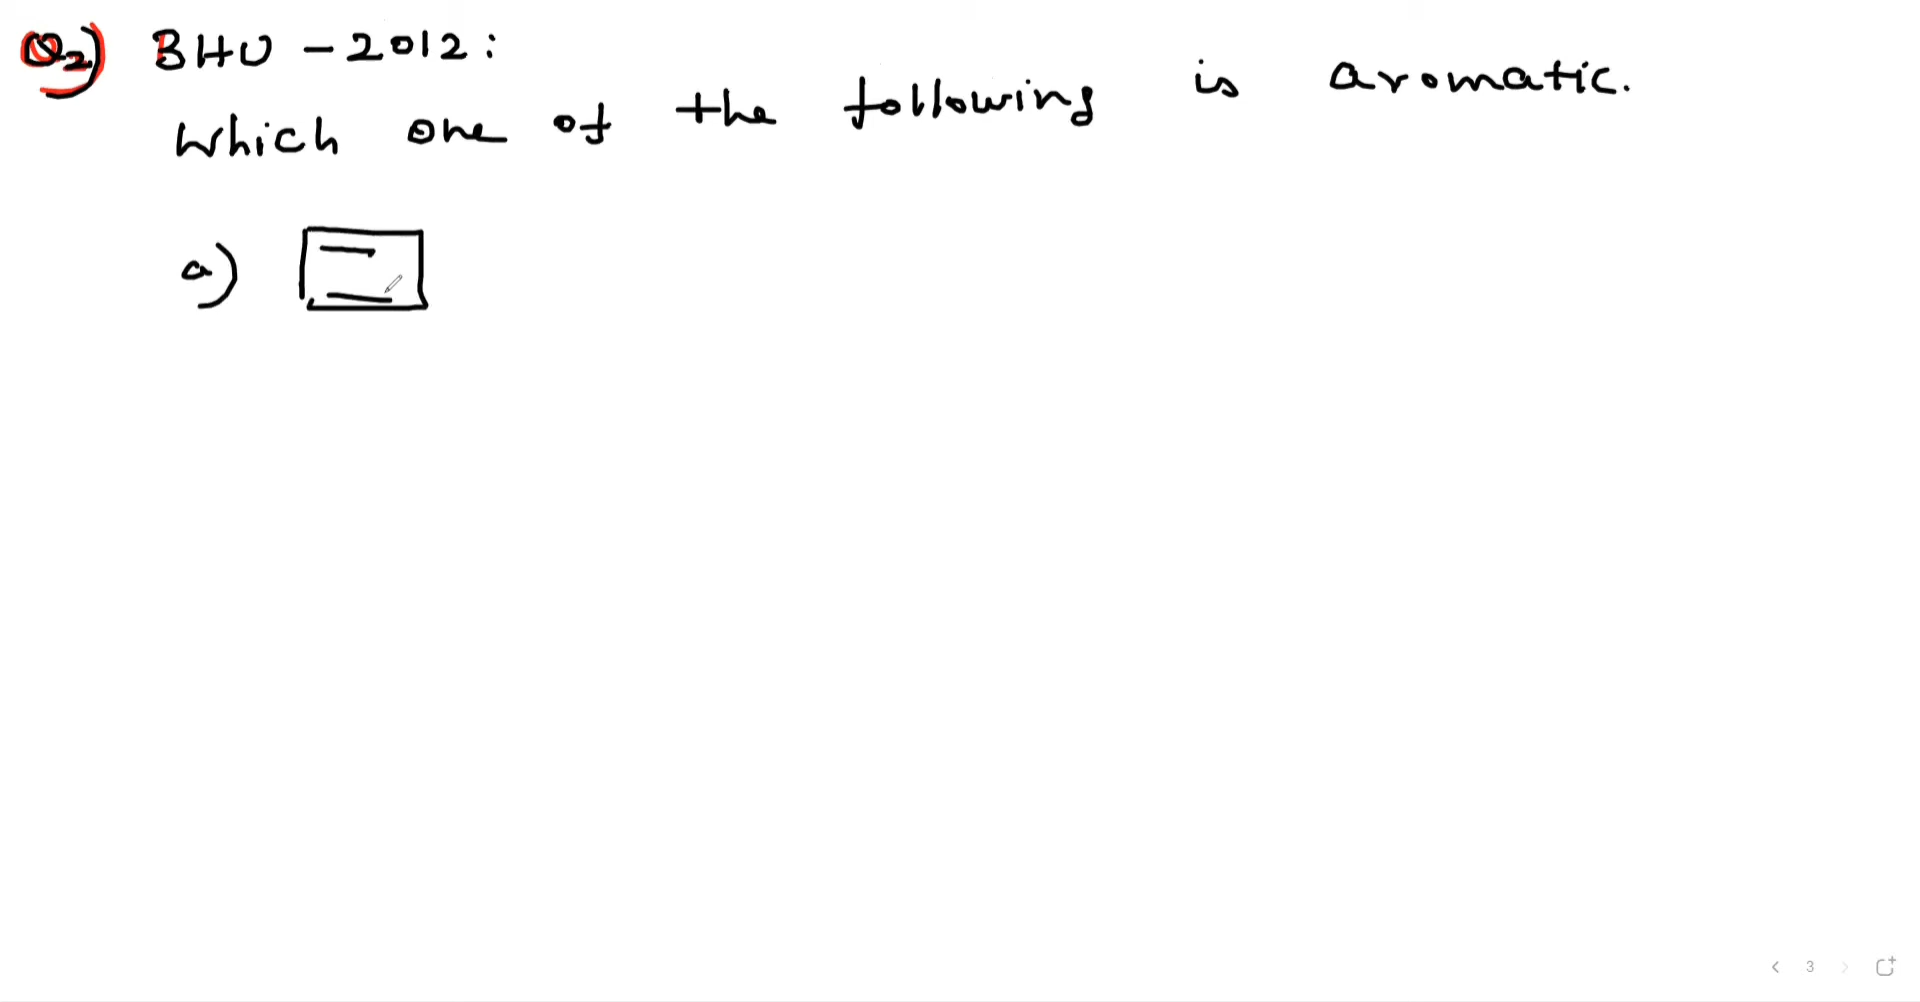 Q2) BHU - 2012:
Which one of the following is aromatic.
a)
3